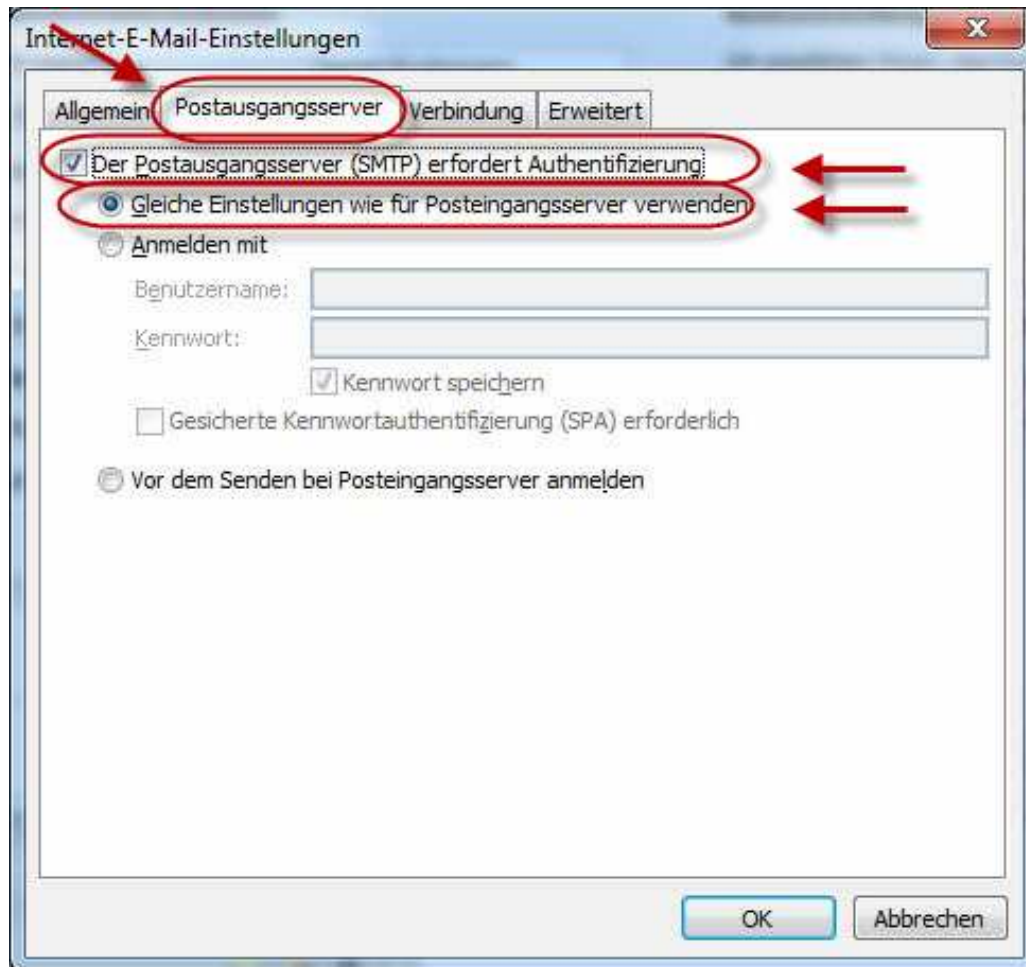 Internet-E-Mail-Einstellungen
Allgemein Postausgangsserver Verbindung Erweitert
Der Postausgangsserver (SMTP) erfordert Authentifizierung
Gleiche Einstellungen wie für Posteingangsserver verwenden
Anmelden mit
Benutzername:
Kennwort:
Kennwort speichern
Gesicherte Kennwortauthentifizierung (SPA) erforderlich
Vor dem Senden bei Posteingangsserver anmelden
OK Abbrechen